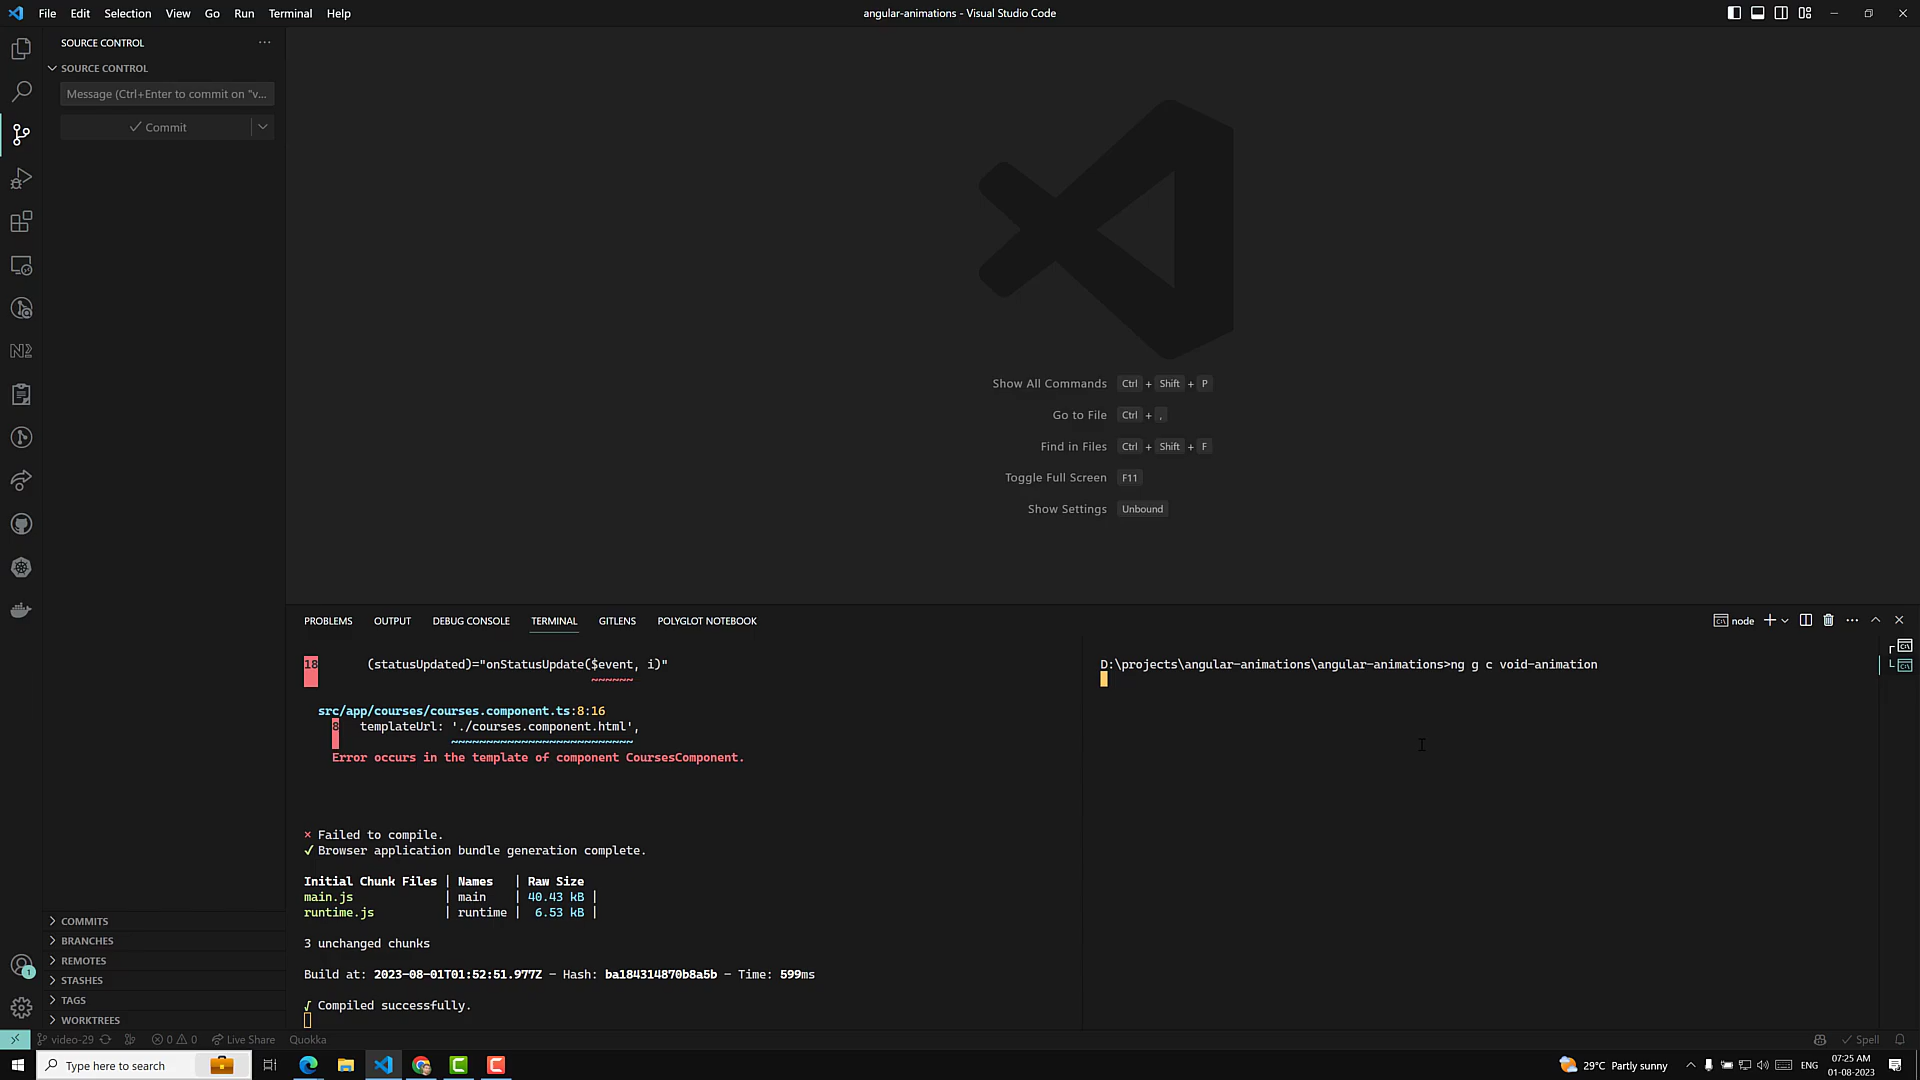 File Edit Selection View Go Run Terminal Help
angular-animations - Visual Studio Code
SOURCE CONTROL
SOURCE CONTROL
Message (Ctrl+Enter to commit on "v...
Commit
Show All Commands Ctrl + Shift + P
Go to File Ctrl + ,
Find in Files Ctrl + Shift + F
Toggle Full Screen F11
Show Settings Unbound
PROBLEMS OUTPUT DEBUG CONSOLE TERMINAL GITLENS POLYGLOT NOTEBOOK
node
18 (statusUpdated)="onStatusUpdate($event, i)"
~~~~~~
src/app/courses/courses.component.ts:8:16
8 templateUrl: './courses.component.html',
~~~~~~~~~~~~~~~~~~~~~~~~~~
Error occurs in the template of component CoursesComponent.
× Failed to compile.
✓ Browser application bundle generation complete.
Initial Chunk Files | Names | Raw Size
main.js | main | 40.43 kB |
runtime.js | runtime | 6.53 kB |
3 unchanged chunks
Build at: 2023-08-01T01:52:51.977Z - Hash: ba184314870b8a5b - Time: 599ms
√ Compiled successfully.
D:\projects\angular-animations\angular-animations>ng g c void-animation
COMMITS
BRANCHES
REMOTES
STASHES
TAGS
WORKTREES
1
video-29 0 0 Live Share Quokka
Spell
Type here to search
29°C Partly sunny
ENG
07:25 AM
01-08-2023